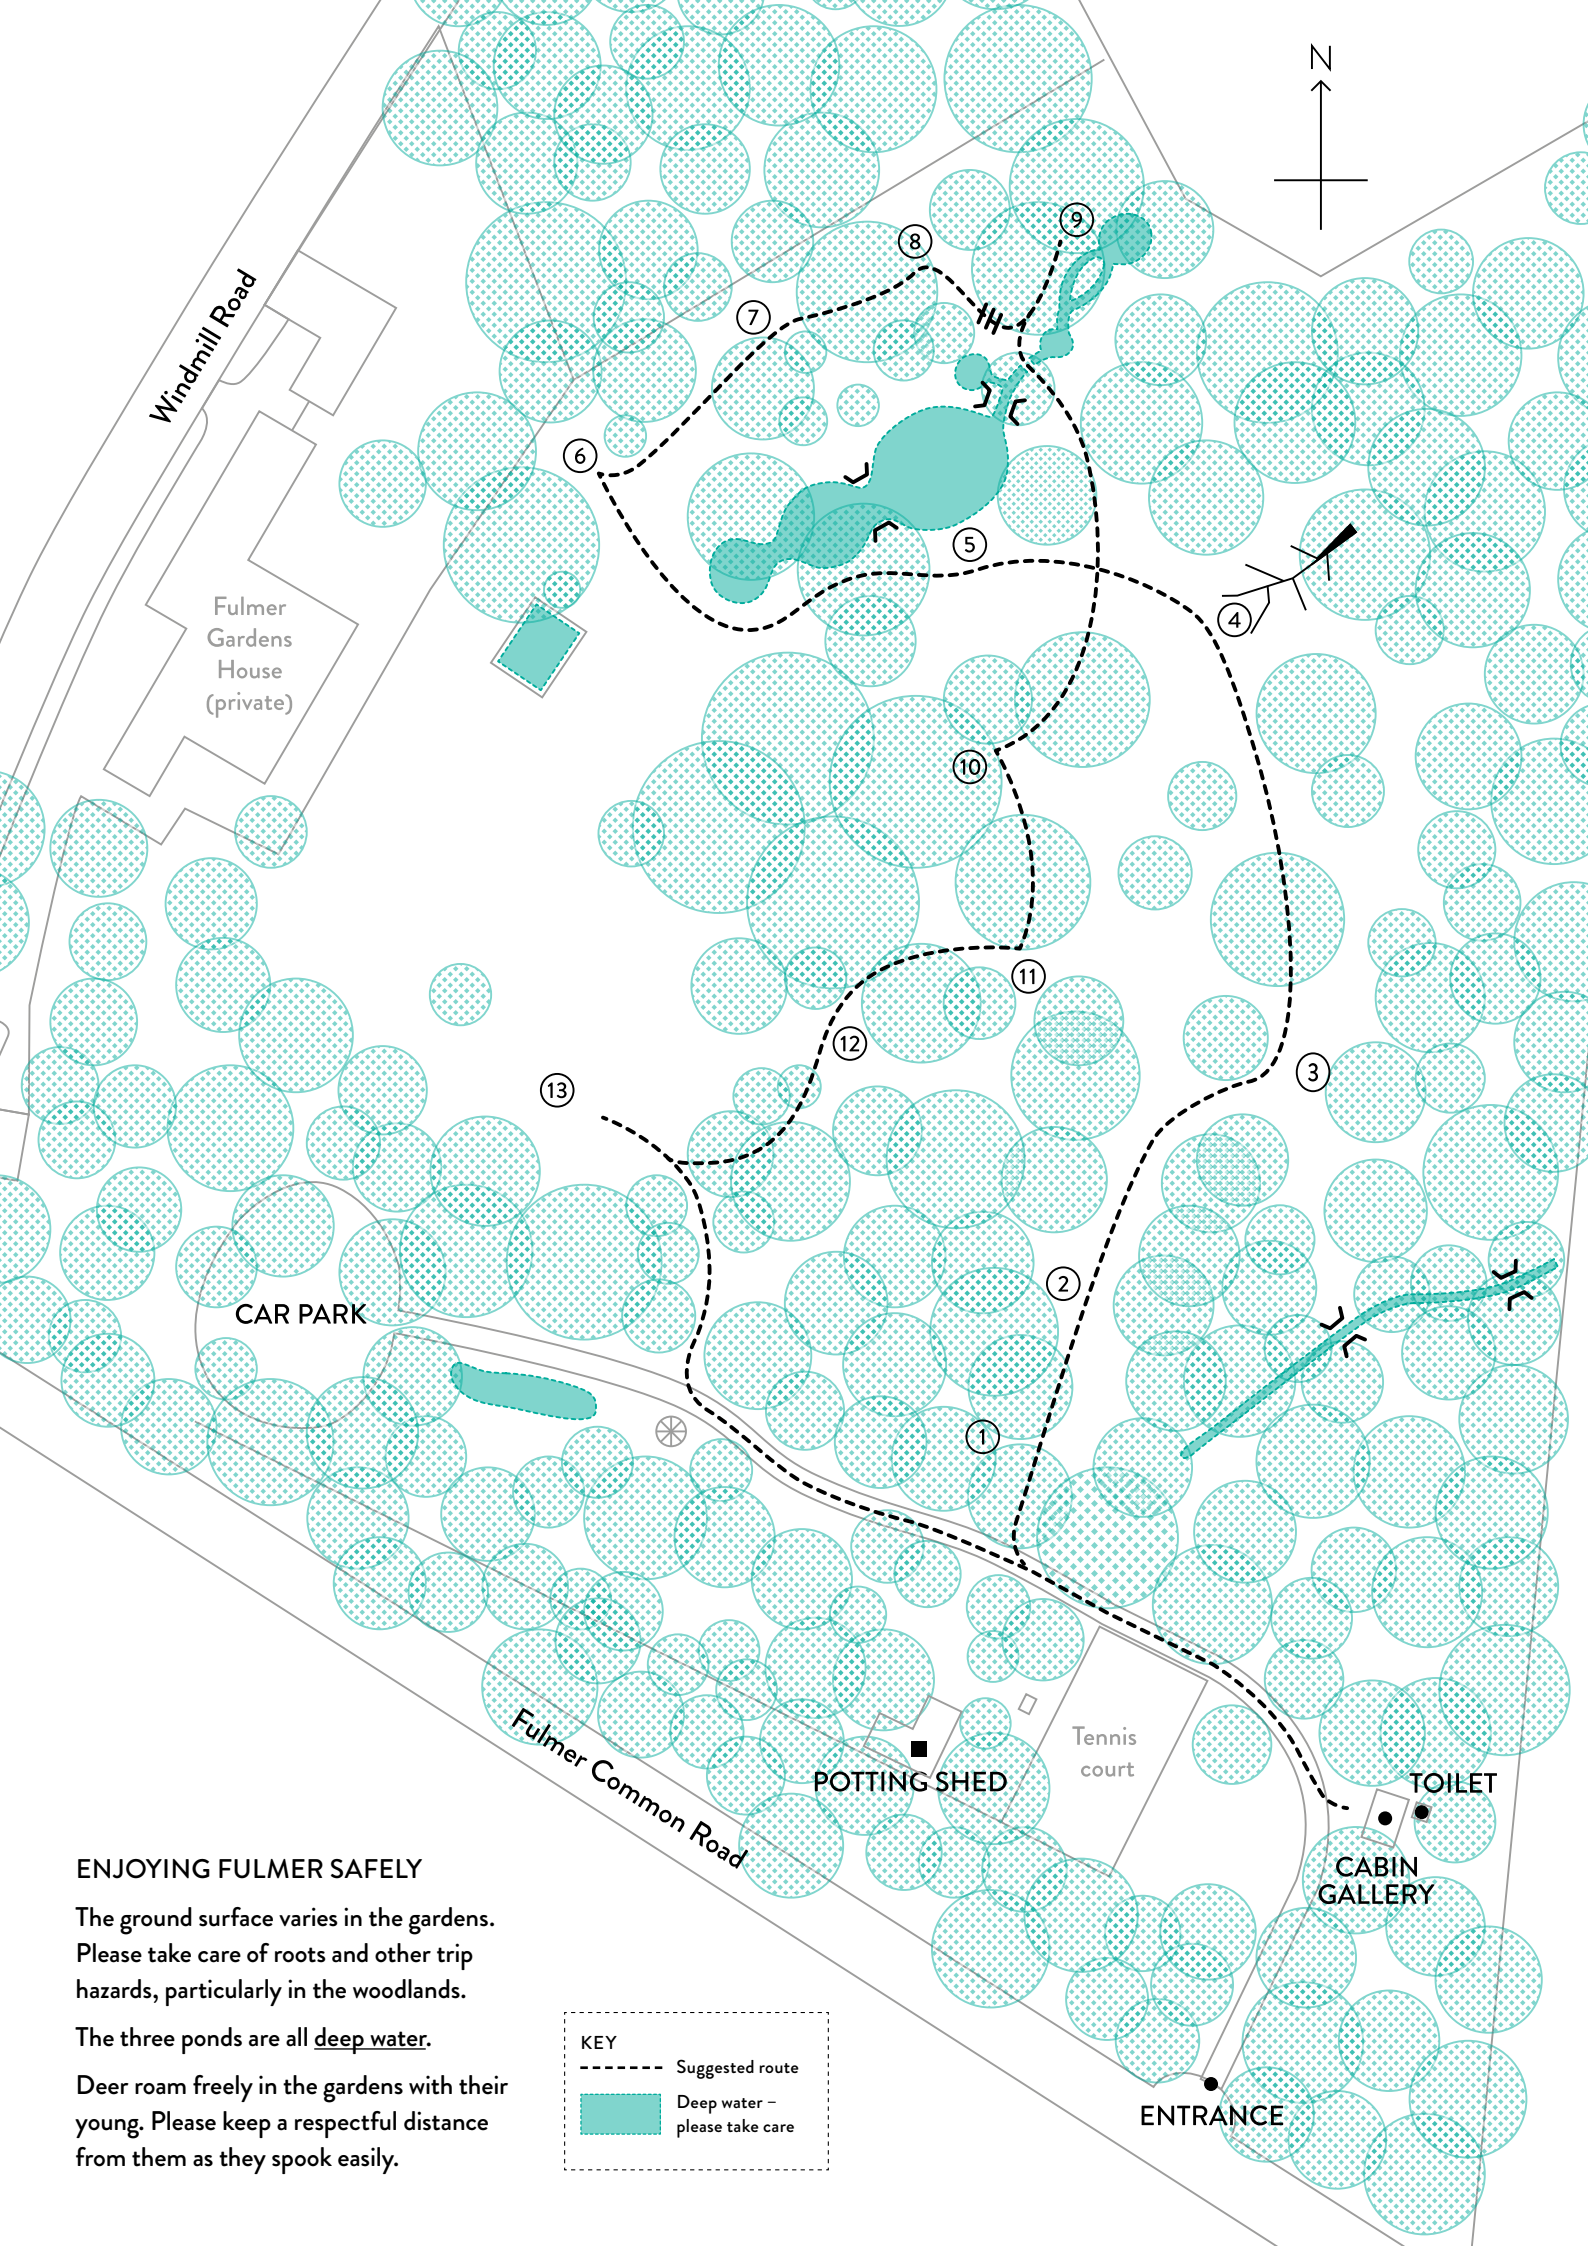 N
9
8
7
Windmill Road
6
5
4
Fulmer
Gardens
House
(private)
10
11
12
3
13
2
CAR PARK
1
Tennis
court
POTTING SHED
TOILET
Fulmer Common Road
CABIN
GALLERY
ENJOYING FULMER SAFELY
The ground surface varies in the gardens.
Please take care of roots and other trip
hazards, particularly in the woodlands.
The three ponds are all deep water.
Deer roam freely in the gardens with their
young. Please keep a respectful distance
from them as they spook easily.
KEY
Suggested route
Deep water –
please take care
ENTRANCE